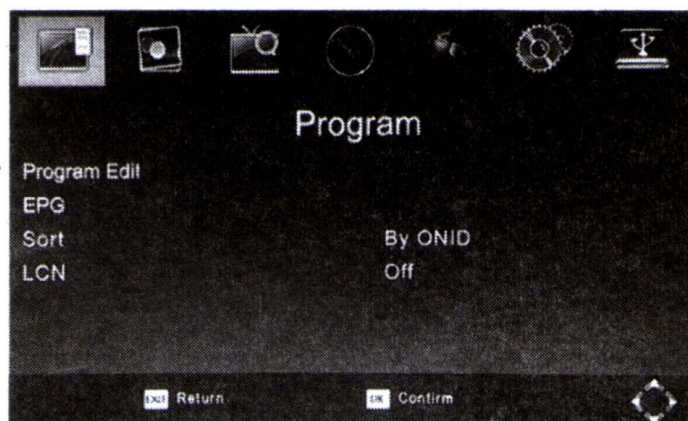 Program
Program Edit
EPG
Sort By ONID
LCN Off
EXIT Return OK Confirm